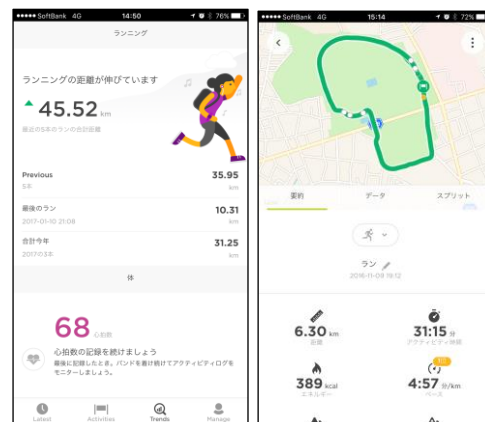 SoftBank 4G 14:50 76%
ランニング
ランニングの距離が伸びています
45.52 km
最近の5本のランの合計距離
Previous 35.95
5本 km
最後のラン 10.31
2017-01-10 21:08 km
合計今年 31.25
2017の3本 km
体
68 心拍数
心拍数の記録を続けましょう
最後に記録したとき。バンドを着け続けてアクティビティログを
モニターしましょう。
Latest Activities Trends Manage
SoftBank 4G 15:14 72%
要約 データ スプリット
ラン
2016-11-09 19:12
6.30 km 31:15 分
距離 アクティビティ時間
389 kcal 4:57 分/km
エネルギー ペース